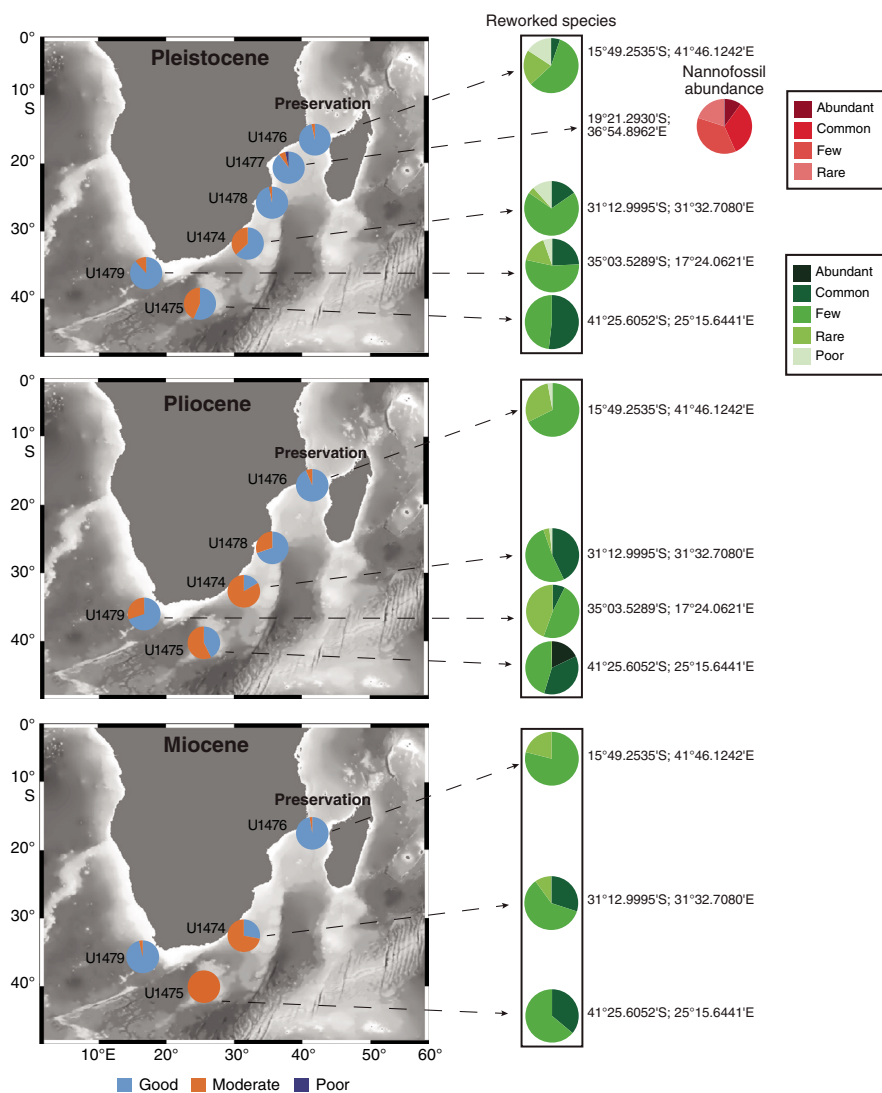 Reworked species
0°
10°
S
20°
30°
40°
Pleistocene
Preservation
U1476
U1477
U1478
U1474
U1479
U1475
15°49.2535'S; 41°46.1242'E
Nannofossil
abundance
19°21.2930'S;
36°54.8962'E
31°12.9995'S; 31°32.7080'E
35°03.5289'S; 17°24.0621'E
41°25.6052'S; 25°15.6441'E
Abundant
Common
Few
Rare
Abundant
Common
Few
Rare
Poor
0°
10°
S
20°
30°
40°
Pliocene
Preservation
U1476
U1478
U1474
U1479
U1475
15°49.2535'S; 41°46.1242'E
31°12.9995'S; 31°32.7080'E
35°03.5289'S; 17°24.0621'E
41°25.6052'S; 25°15.6441'E
0°
10°
S
20°
30°
40°
Miocene
Preservation
U1476
U1474
U1479
U1475
15°49.2535'S; 41°46.1242'E
31°12.9995'S; 31°32.7080'E
41°25.6052'S; 25°15.6441'E
10°E 20° 30° 40° 50° 60°
Good Moderate Poor